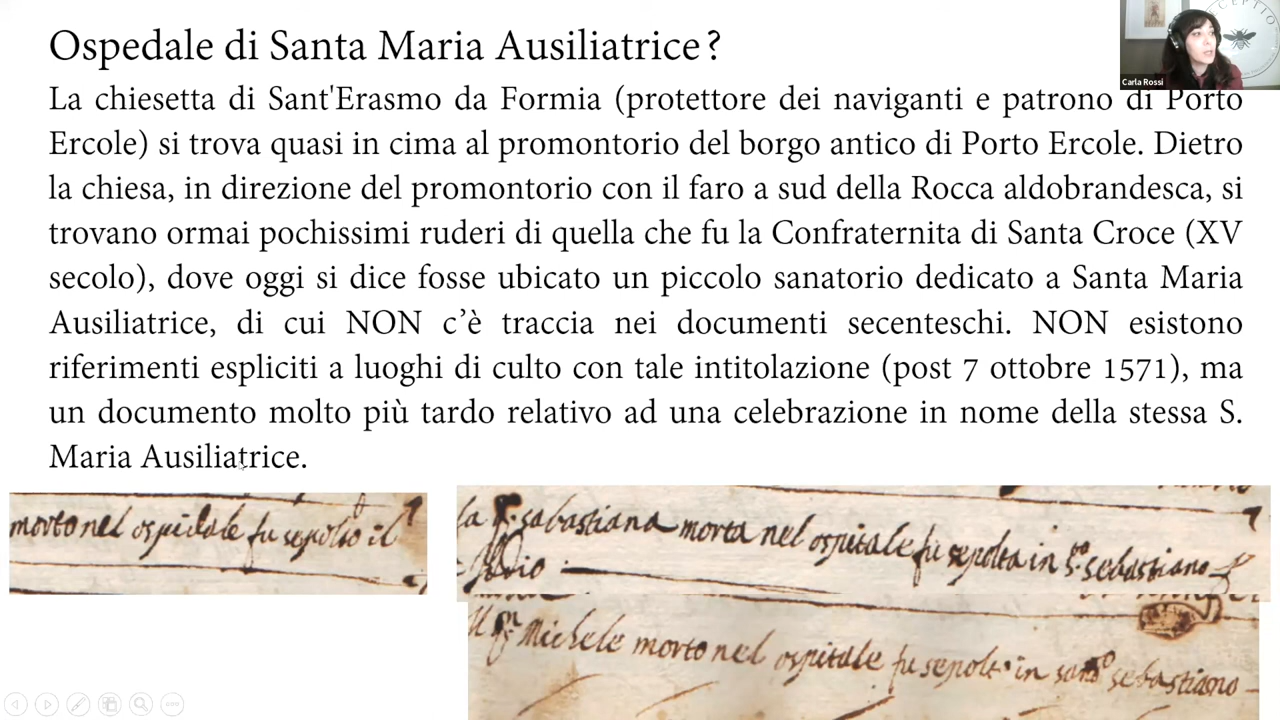 Ospedale di Santa Maria Ausiliatrice?
Carla Rossi
La chiesetta di Sant'Erasmo da Formia (protettore dei naviganti e patrono di Porto
Ercole) si trova quasi in cima al promontorio del borgo antico di Porto Ercole. Dietro
la chiesa, in direzione del promontorio con il faro a sud della Rocca aldobrandesca, si
trovano ormai pochissimi ruderi di quella che fu la Confraternita di Santa Croce (XV
secolo), dove oggi si dice fosse ubicato un piccolo sanatorio dedicato a Santa Maria
Ausiliatrice, di cui NON c’è traccia nei documenti secenteschi. NON esistono
riferimenti espliciti a luoghi di culto con tale intitolazione (post 7 ottobre 1571), ma
un documento molto più tardo relativo ad una celebrazione in nome della stessa S.
Maria Ausiliatrice.
morto nel ospidale fu sepolto il
la sabastiana morta nel ospitale fu sepolta in sebastiano
Michele morto nel ospitale fu sepolt in sebastiano